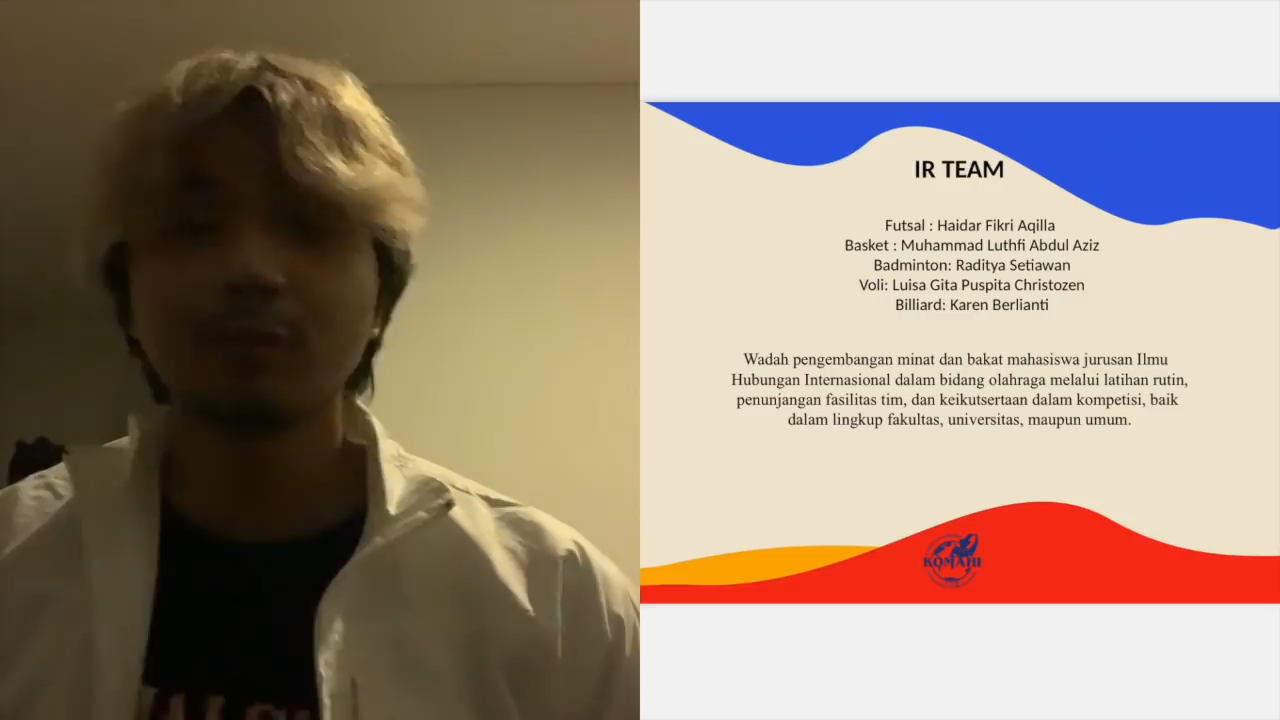 IR TEAM
Futsal : Haidar Fikri Aqilla
Basket : Muhammad Luthfi Abdul Aziz
Badminton: Raditya Setiawan
Voli: Luisa Gita Puspita Christozen
Billiard: Karen Berlianti
Wadah pengembangan minat dan bakat mahasiswa jurusan Ilmu
Hubungan Internasional dalam bidang olahraga melalui latihan rutin,
penunjangan fasilitas tim, dan keikutsertaan dalam kompetisi, baik
dalam lingkup fakultas, universitas, maupun umum.
KOMAHI